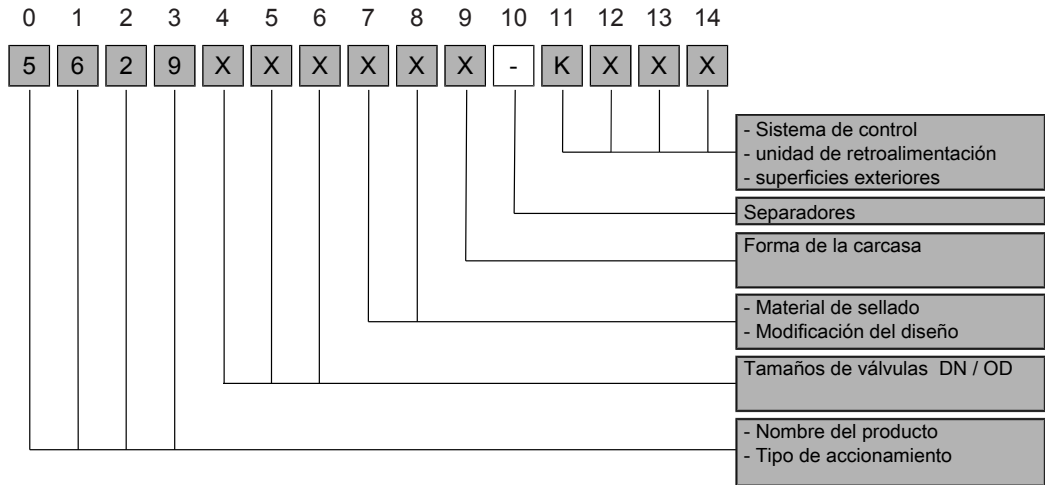 0 1 2 3 4 5 6 7 8 9 10 11 12 13 14
5 6 2 9 X X X X X X - K X X X
- Sistema de control
- unidad de retroalimentación
- superficies exteriores
Separadores
Forma de la carcasa
- Material de sellado
- Modificación del diseño
Tamaños de válvulas  DN / OD
- Nombre del producto
- Tipo de accionamiento